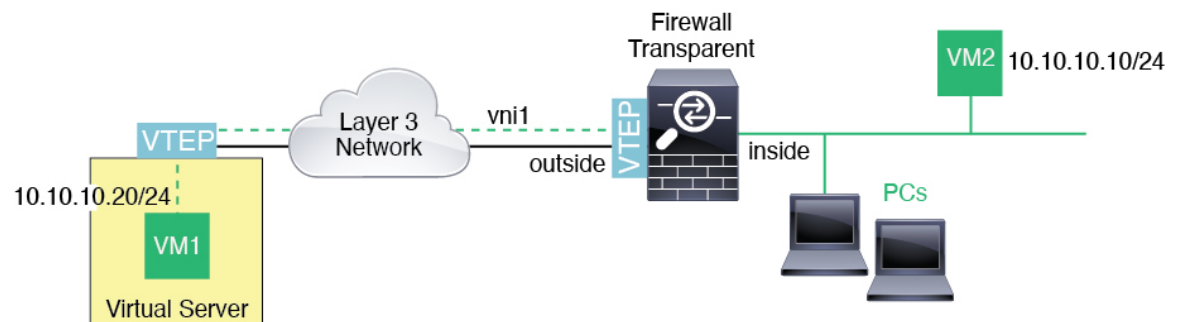 Firewall
Transparent
VM2
10.10.10.10/24
Layer 3
Network
vni1
VTEP
outside
VTEP
inside
10.10.10.20/24
PCs
VM1
Virtual Server